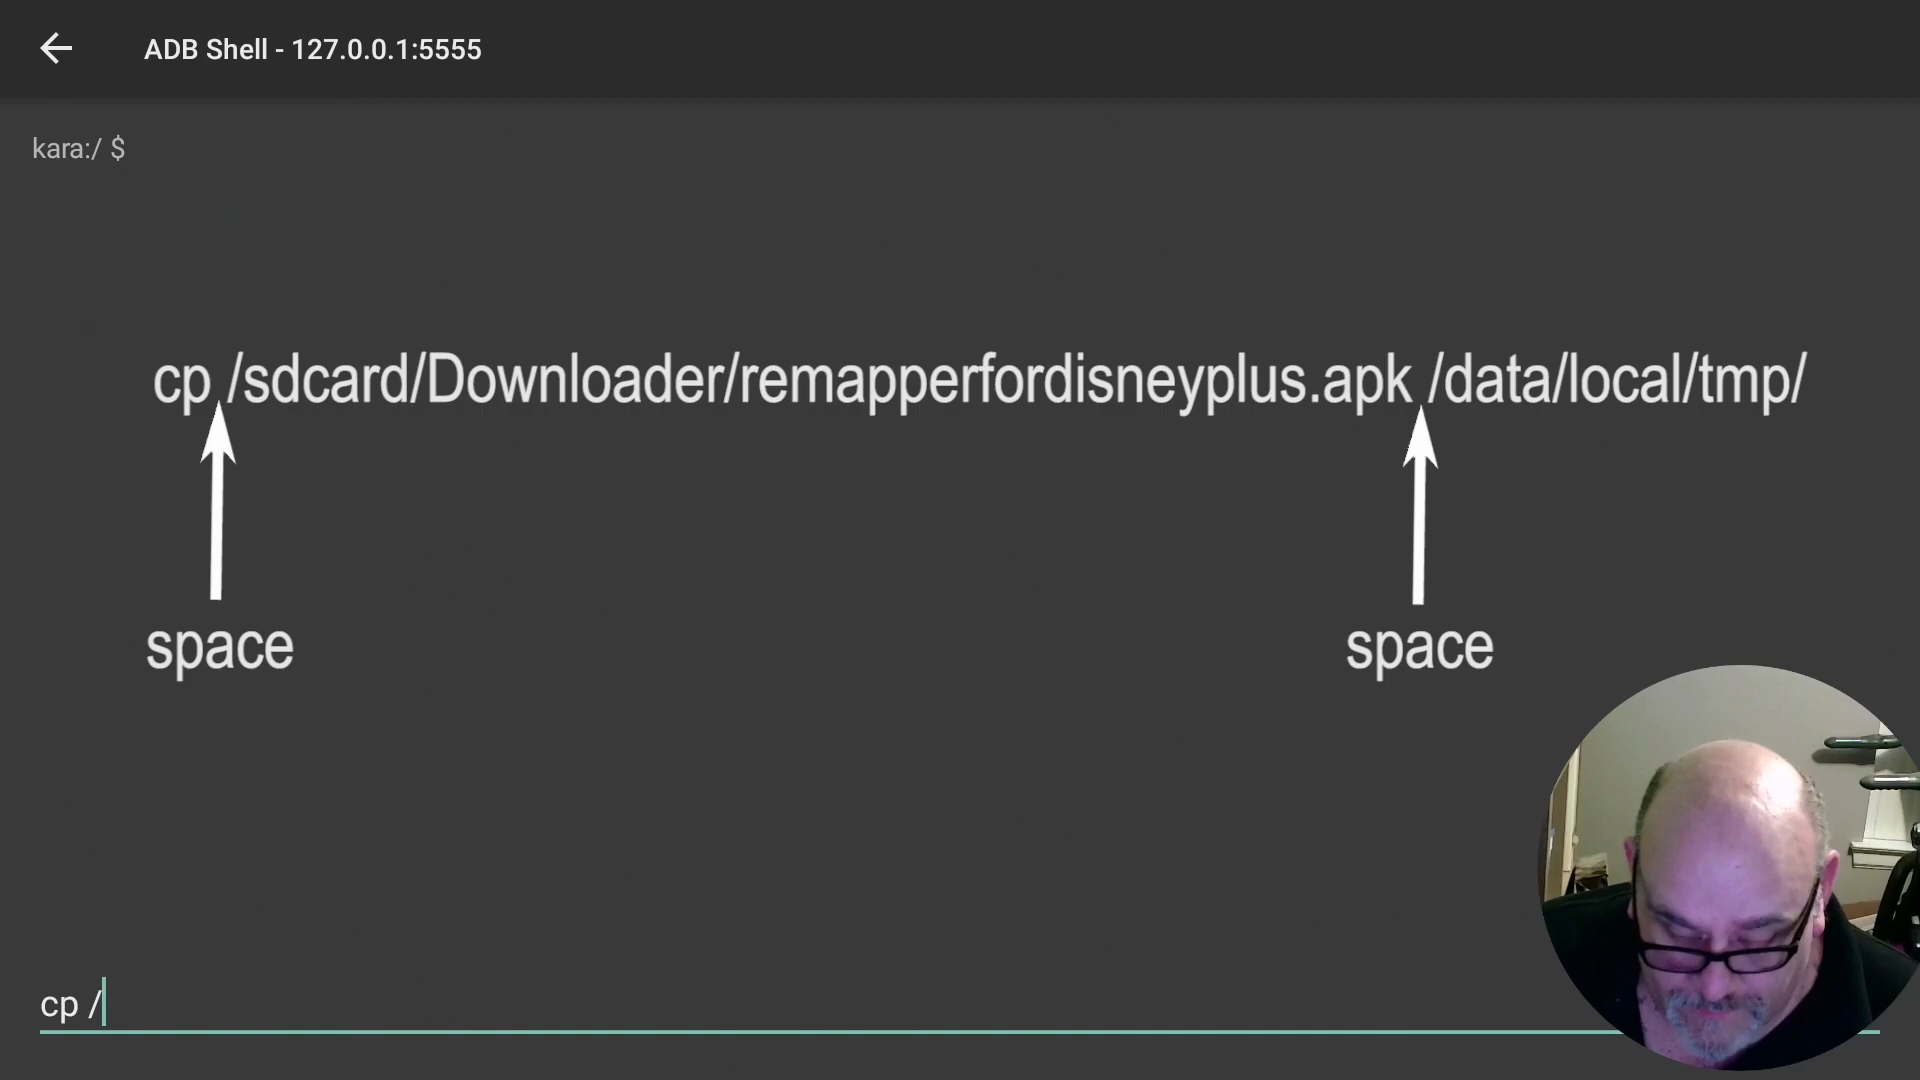 ADB Shell - 127.0.0.1:5555
kara:/ $
cp /sdcard/Downloader/remapperfordisneyplus.apk /data/local/tmp/
space space
cp /